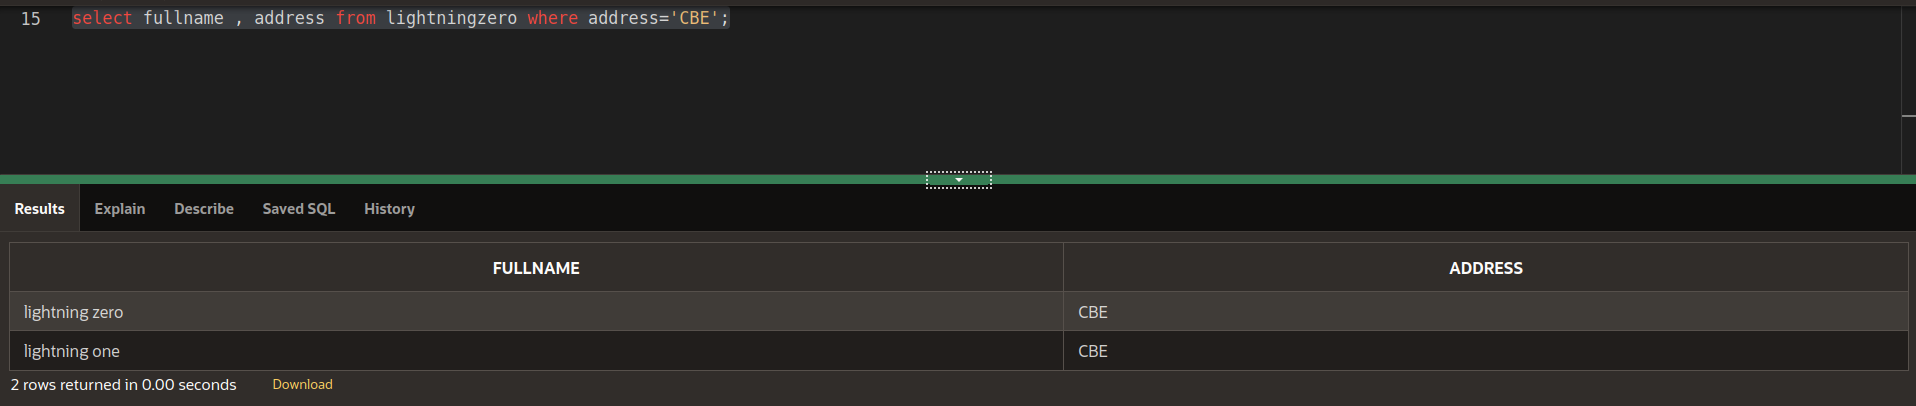 15 select fullname , address from lightningzero where address='CBE';
Results Explain Describe Saved SQL History
FULLNAME ADDRESS
lightning zero CBE
lightning one CBE
2 rows returned in 0.00 seconds Download